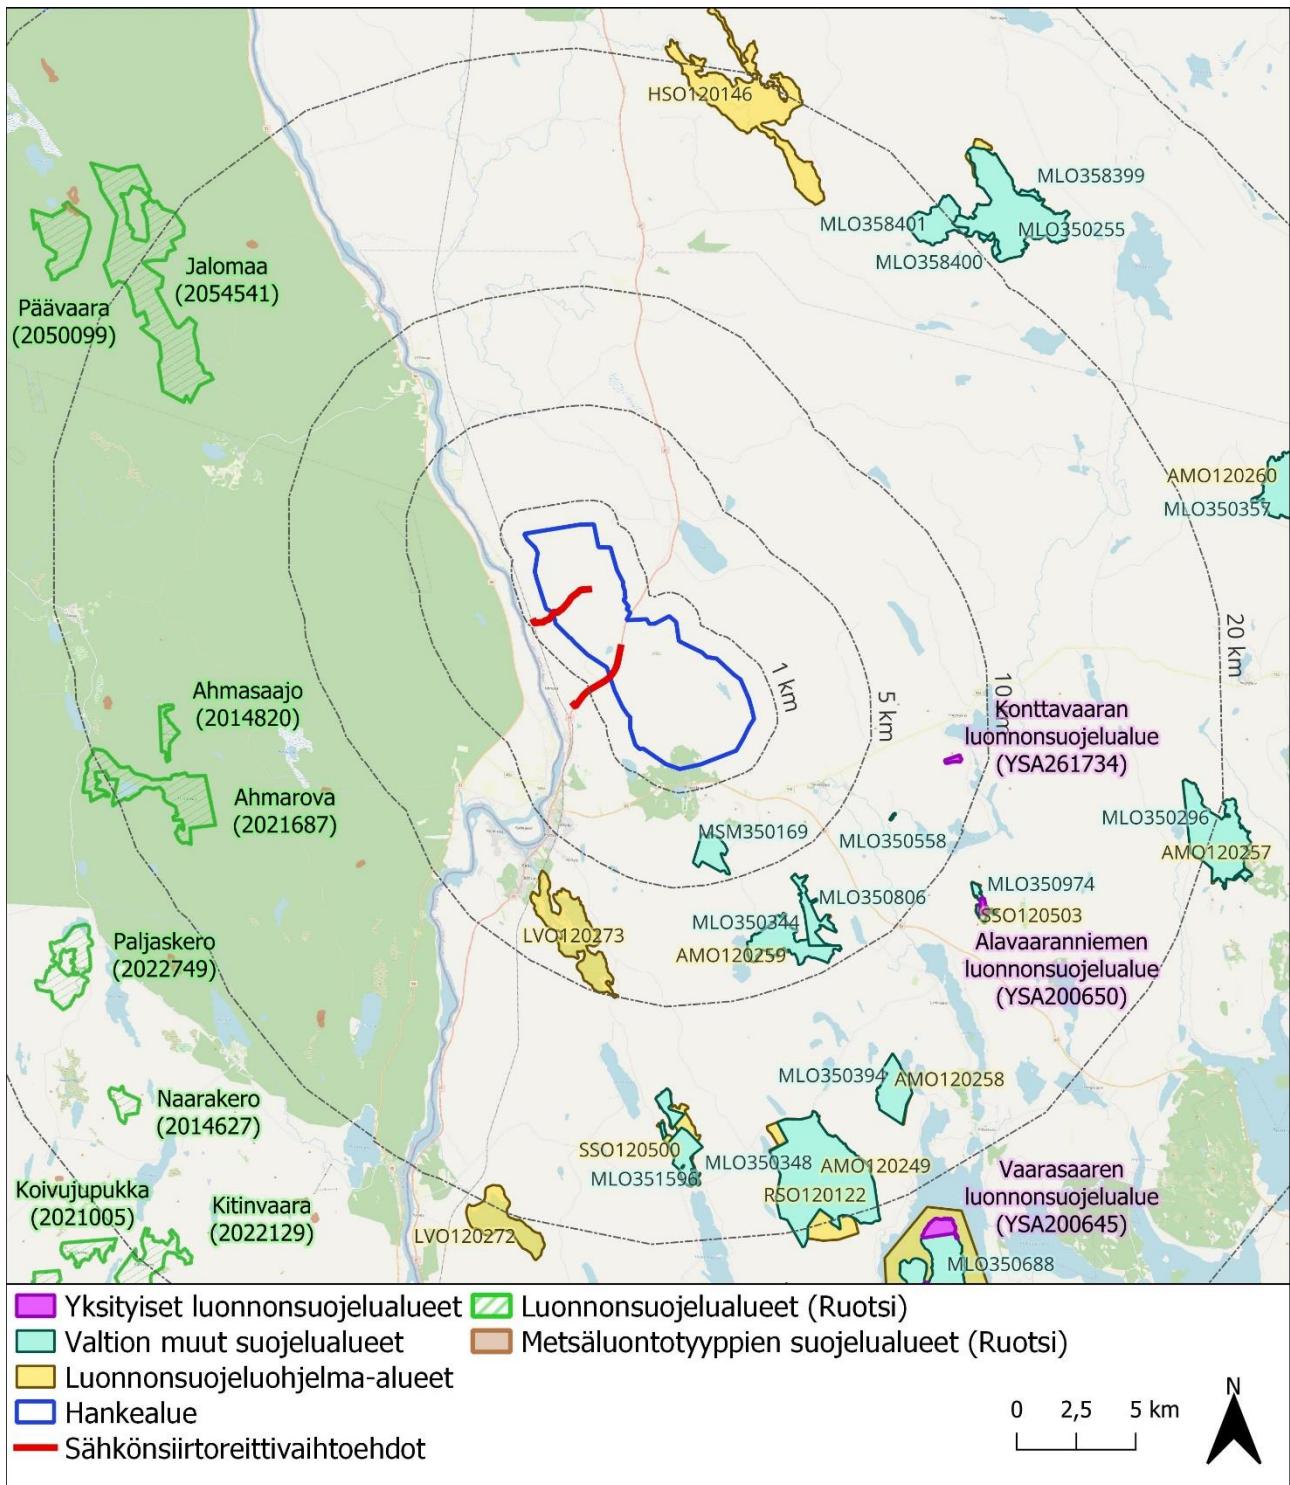 HSO120146
MLO358399
MLO358401
MLO350255
MLO358400
Jalomaa
(2054541)
Päävaara
(2050099)
AMO120260
MLO350357
20 km
1 km
5 km
10 km
Ahmasaajo
(2014820)
Konttavaaran
luonnonsuojelualue
(YSA261734)
Ahmarova
(2021687)
MLO350296
AMO120257
MSM350169
MLO350558
MLO350806
MLO350974
SSO120503
MLO350344
AMO120259
LVO120273
Alavaaranniemen
luonnonsuojelualue
(YSA200650)
Paljaskero
(2022749)
MLO350394
AMO120258
Naarakero
(2014627)
SSO120500
MLO351596
MLO350348
AMO120249
RSO120122
Vaarasaaren
luonnonsuojelualue
(YSA200645)
Koivujupukka
(2021005)
Kitinvaara
(2022129)
LVO120272
MLO350688
Yksityiset luonnonsuojelualueet
Luonnonsuojelualueet (Ruotsi)
Valtion muut suojelualueet
Metsäluontotyyppien suojelualueet (Ruotsi)
Luonnonsuojeluohjelma-alueet
Hankealue
Sähkönsiirtoreittivaihtoehdot
0 2,5 5 km
N